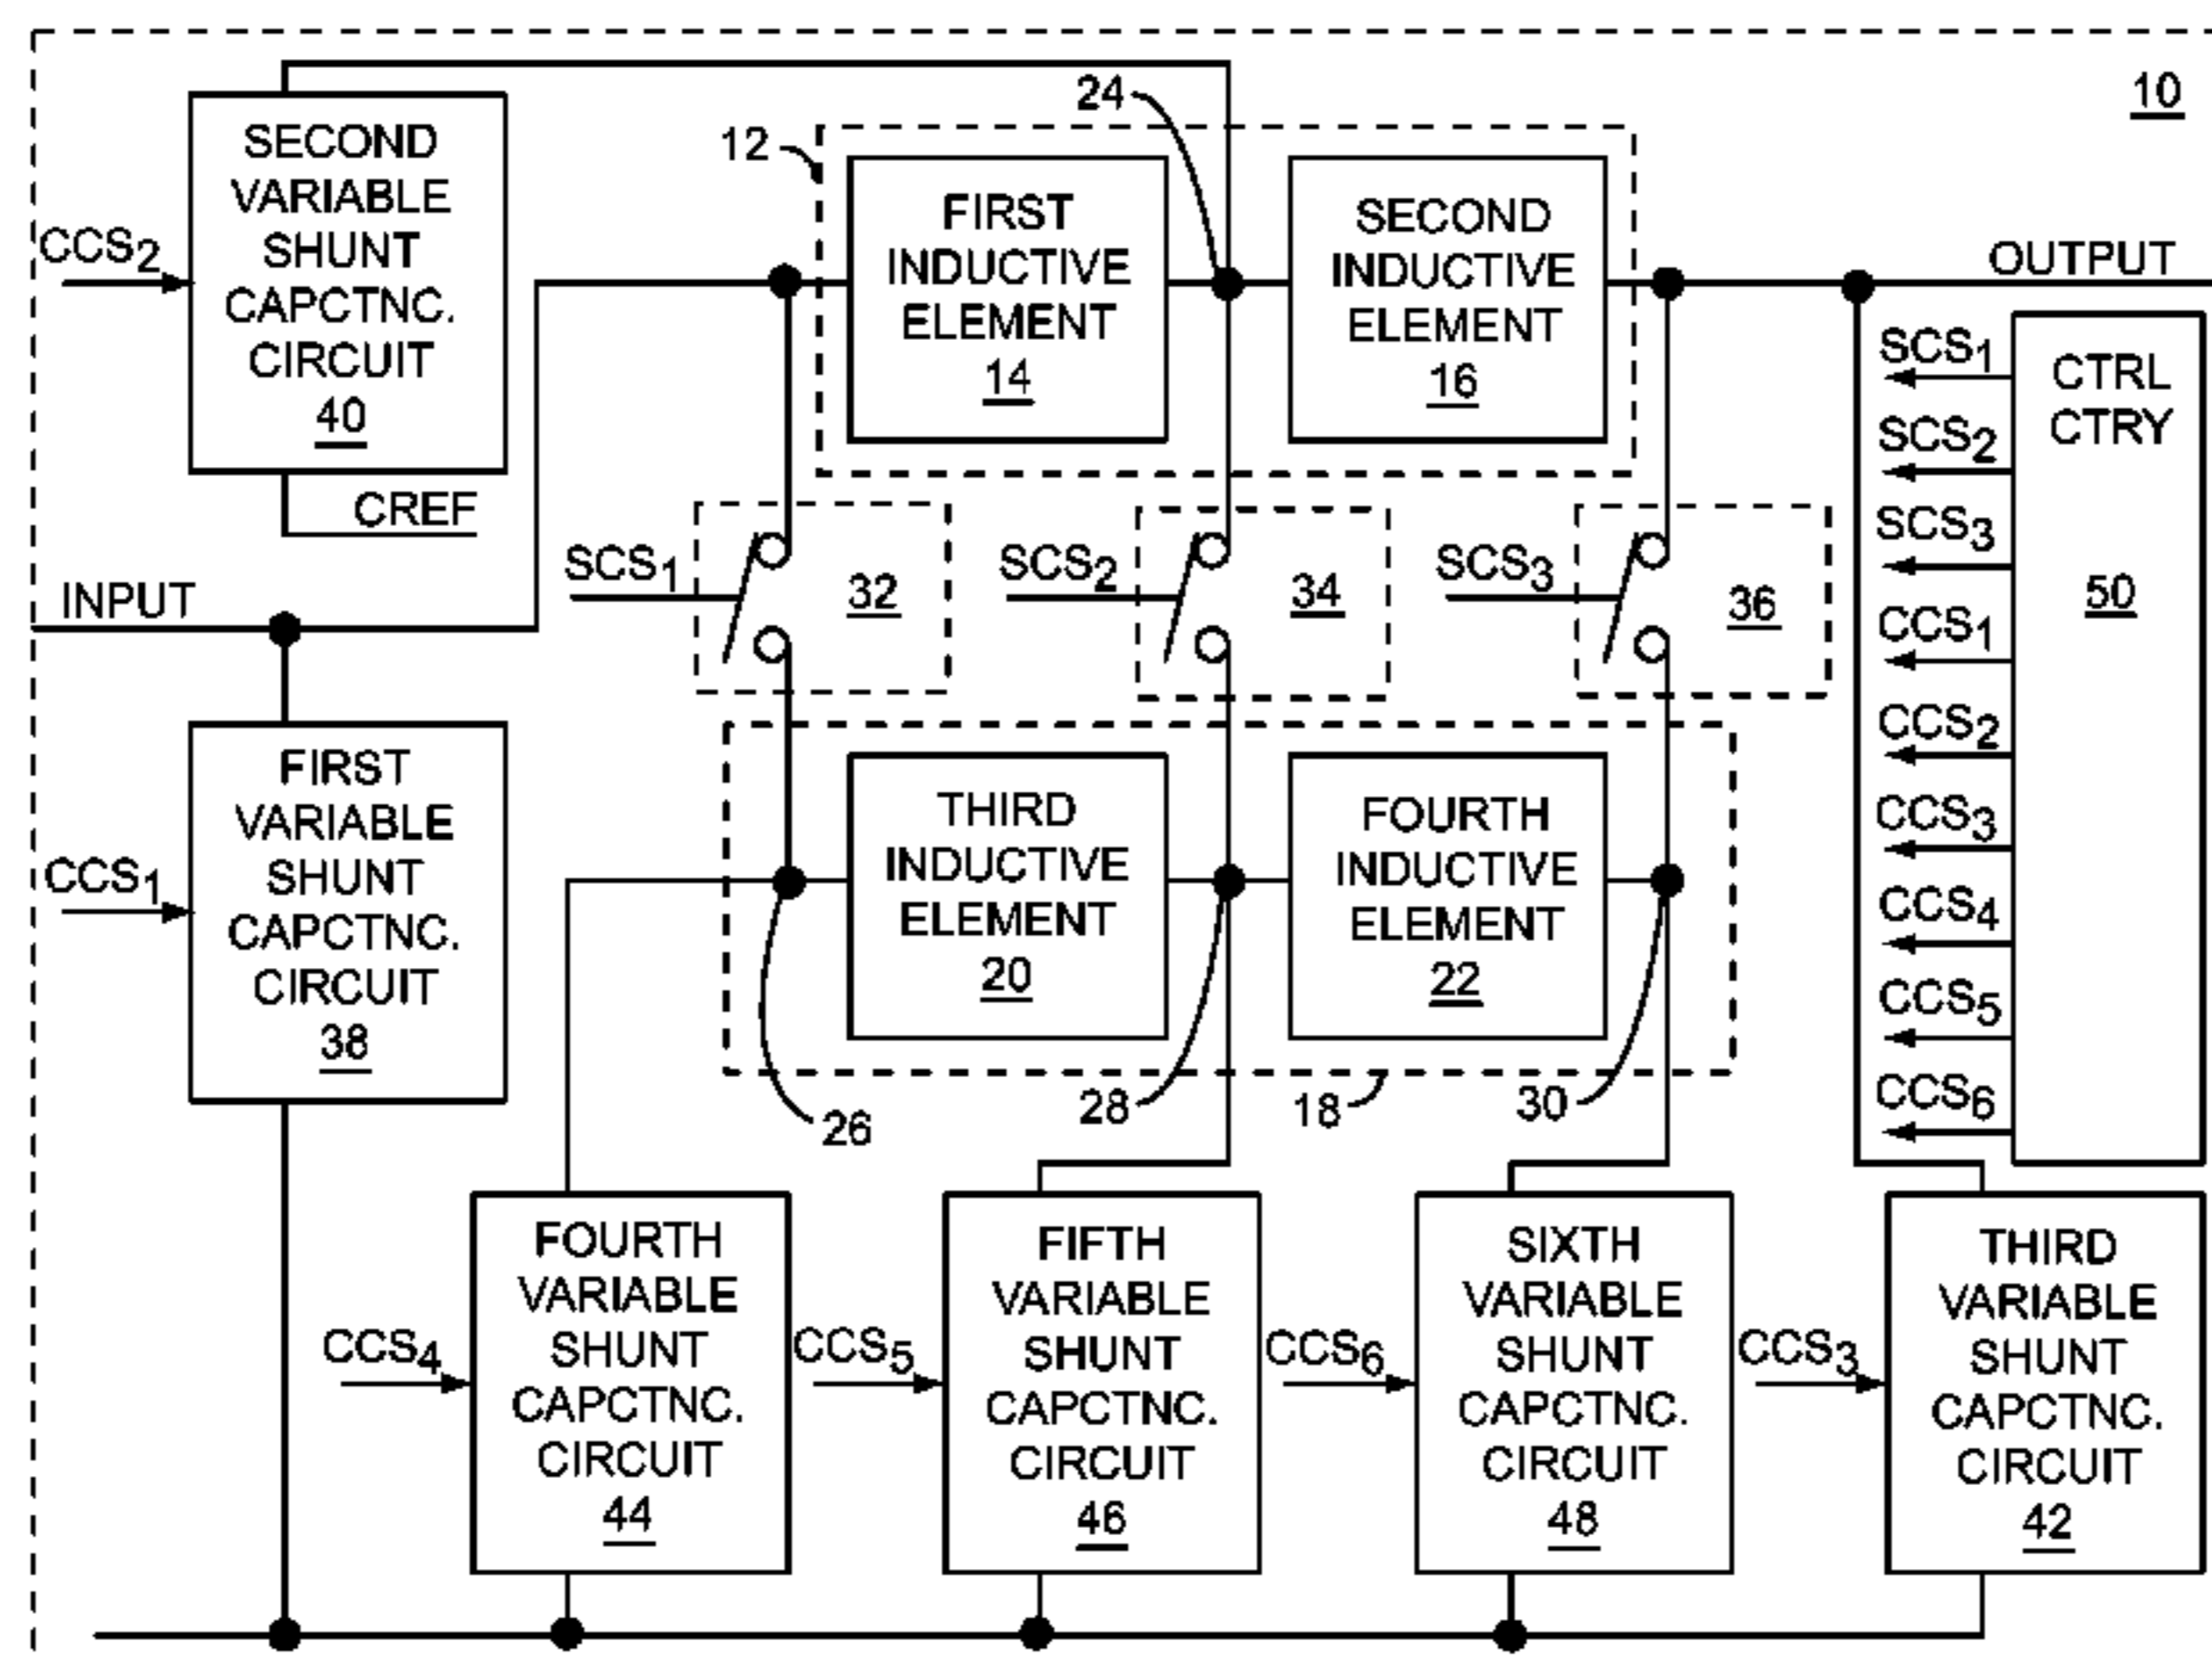 10
24
12
SECOND
VARIABLE
SHUNT
CAPCTNC.
CIRCUIT
40
CCS2
CREF
FIRST
INDUCTIVE
ELEMENT
14
SECOND
INDUCTIVE
ELEMENT
16
OUTPUT
INPUT
SCS1
32
SCS2
34
SCS3
36
SCS1
SCS2
SCS3
CCS1
CCS2
CCS3
CCS4
CCS5
CCS6
CTRL
CTRY
50
FIRST
VARIABLE
SHUNT
CAPCTNC.
CIRCUIT
38
CCS1
THIRD
INDUCTIVE
ELEMENT
20
FOURTH
INDUCTIVE
ELEMENT
22
26
28
18
30
CCS4
FOURTH
VARIABLE
SHUNT
CAPCTNC.
CIRCUIT
44
CCS5
FIFTH
VARIABLE
SHUNT
CAPCTNC.
CIRCUIT
46
CCS6
SIXTH
VARIABLE
SHUNT
CAPCTNC.
CIRCUIT
48
CCS3
THIRD
VARIABLE
SHUNT
CAPCTNC.
CIRCUIT
42